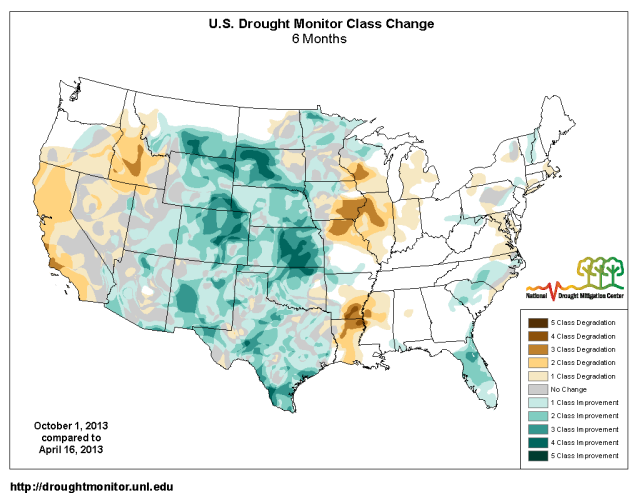 U.S. Drought Monitor Class Change
6 Months
National Drought Mitigation Center
5 Class Degradation
4 Class Degradation
3 Class Degradation
2 Class Degradation
1 Class Degradation
No Change
1 Class Improvement
2 Class Improvement
3 Class Improvement
4 Class Improvement
5 Class Improvement
October 1, 2013
compared to
April 16, 2013
http://droughtmonitor.unl.edu